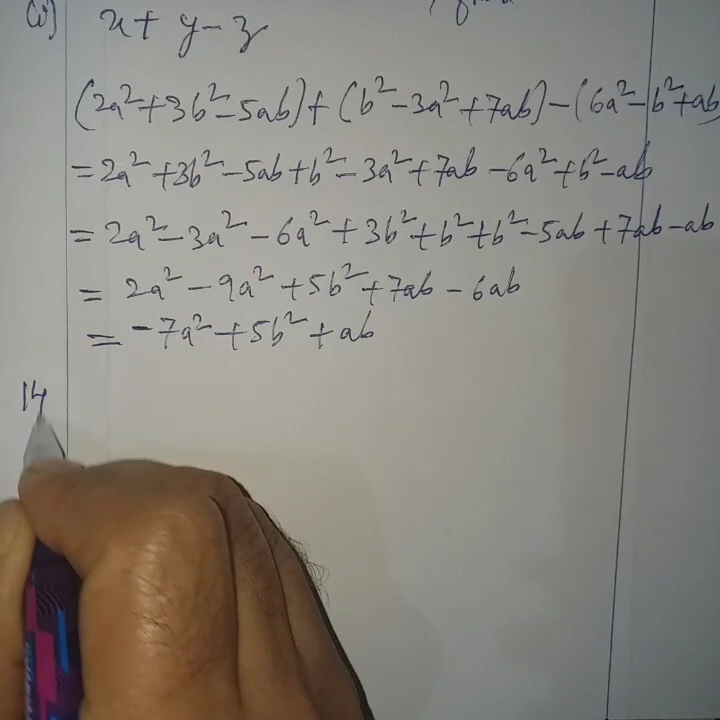 (i) x + y - z
(2a²+3b²-5ab)+(b²-3a²+7ab)-(6a²-b²+ab)
=2a²+3b²-5ab+b²-3a²+7ab-6a²+b²-ab
= 2a²-3a²-6a²+3b²+b²+b²-5ab+7ab-ab
= 2a²-9a²+5b²+7ab-6ab
= -7a²+5b²+ab
14